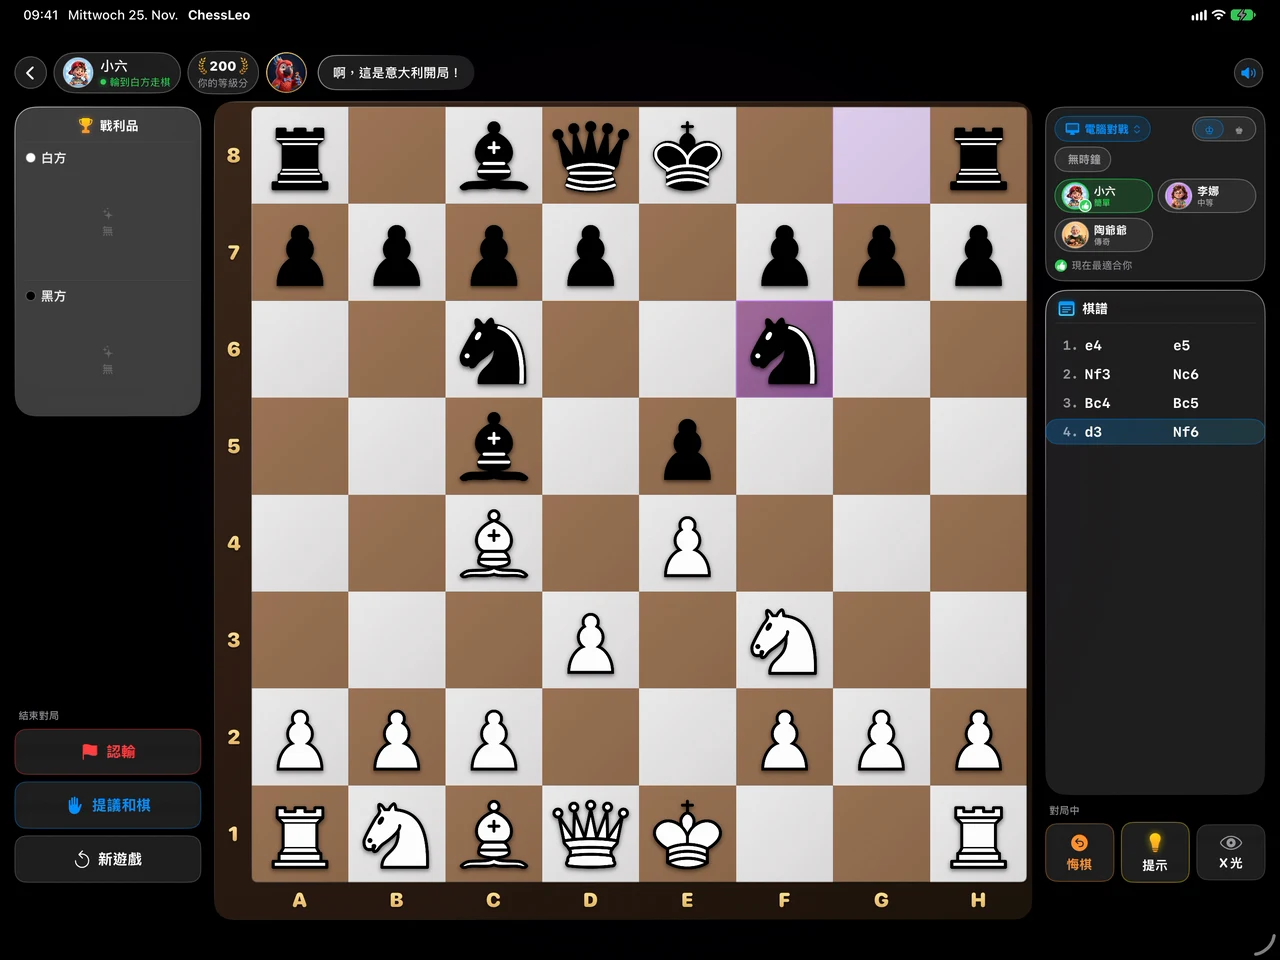 09:41 Mittwoch 25. Nov. ChessLeo
小六
輪到白方走棋
200
你的等級分
啊，這是意大利開局！
戰利品
白方
無
黑方
無
結束對局
認輸
提議和棋
新遊戲
8
7
6
5
4
3
2
1
A B C D E F G H
電腦對戰
無時鐘
小六
簡單
李娜
中等
陶爺爺
傳奇
現在最適合你
棋譜
1. e4 e5
2. Nf3 Nc6
3. Bc4 Bc5
4. d3 Nf6
對局中
悔棋
提示
X光